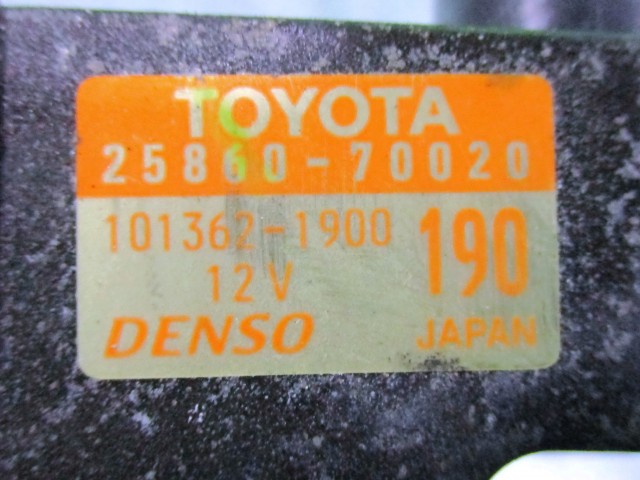 TOYOTA
25860-70020
101362-1900 190
12V
DENSO JAPAN